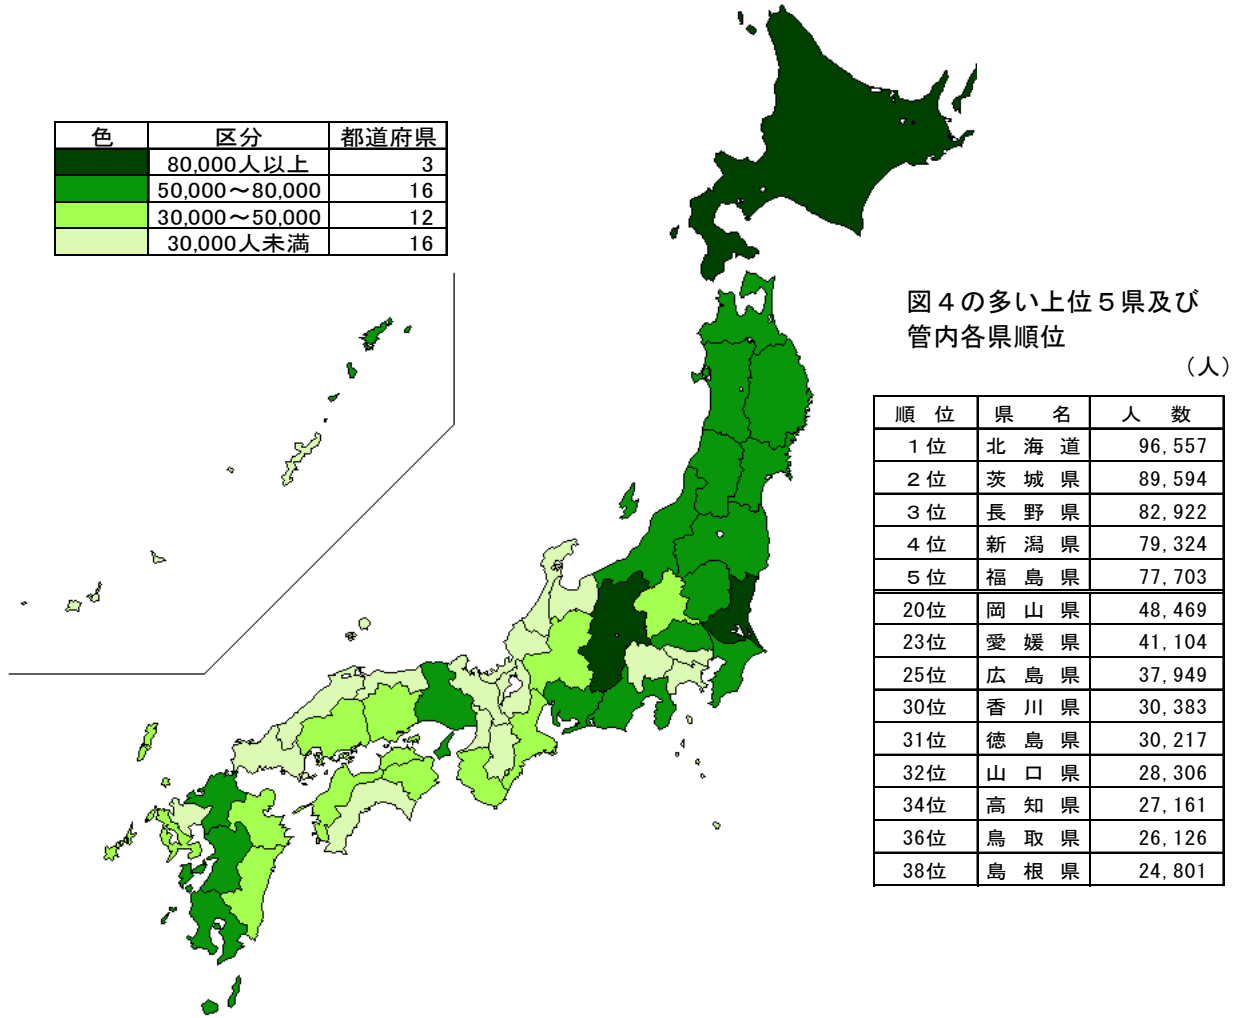 色 区分 都道府県
80,000人以上 3
50,000～80,000 16
30,000～50,000 12
30,000人未満 16
図４の多い上位５県及び
管内各県順位
（人）
順 位 県 名 人 数
１位 北 海 道 96,557
２位 茨 城 県 89,594
３位 長 野 県 82,922
４位 新 潟 県 79,324
５位 福 島 県 77,703
20位 岡 山 県 48,469
23位 愛 媛 県 41,104
25位 広 島 県 37,949
30位 香 川 県 30,383
31位 徳 島 県 30,217
32位 山 口 県 28,306
34位 高 知 県 27,161
36位 鳥 取 県 26,126
38位 島 根 県 24,801